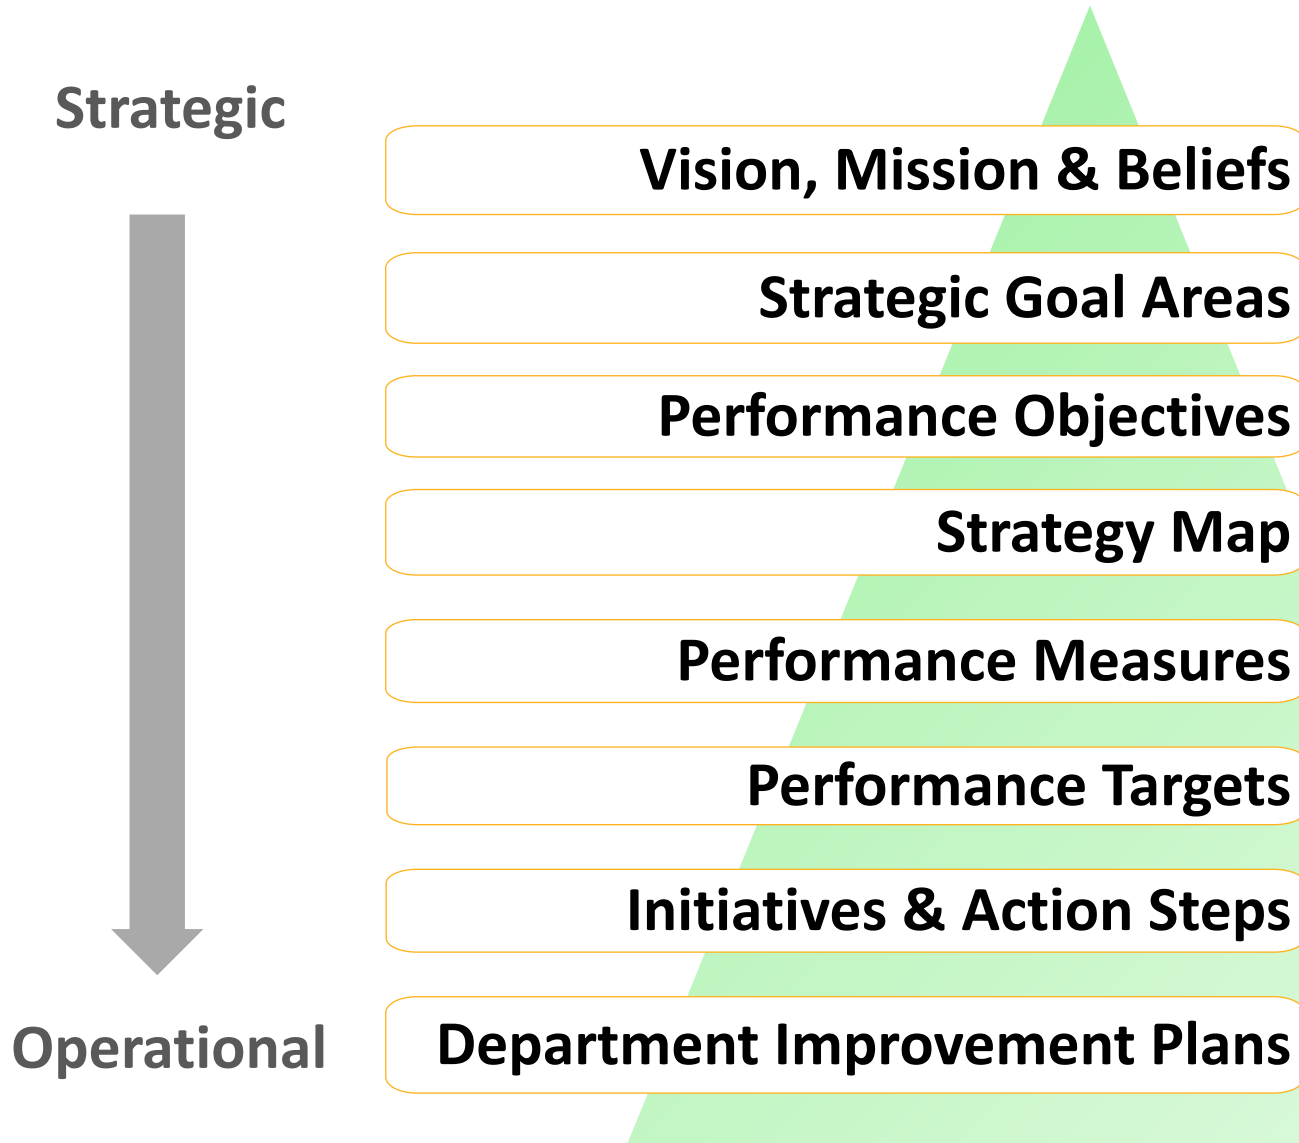 Strategic
Vision, Mission & Beliefs
Strategic Goal Areas
Performance Objectives
Strategy Map
Performance Measures
Performance Targets
Initiatives & Action Steps
Operational
Department Improvement Plans